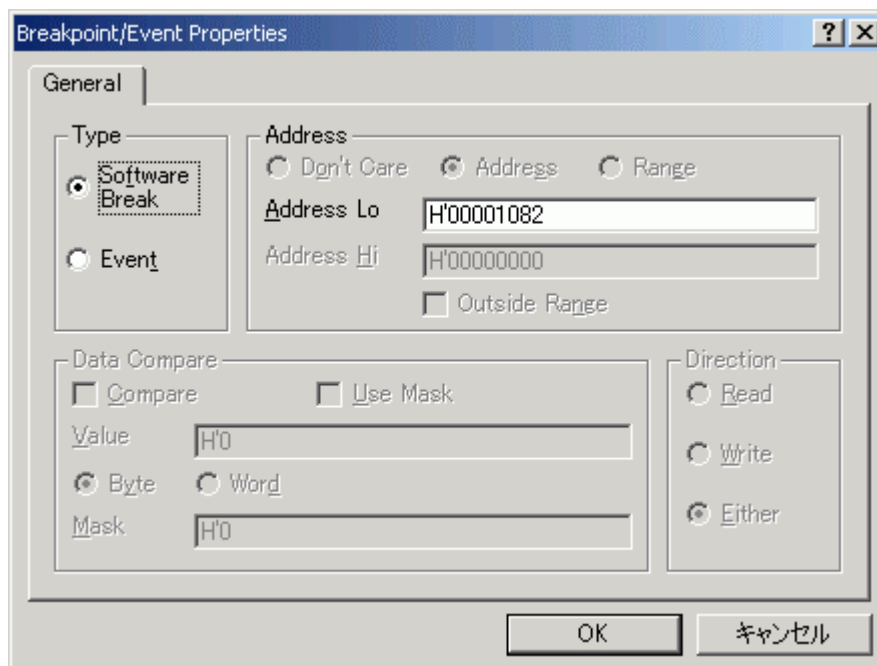 Breakpoint/Event Properties
General
Type
Software
Break
Event
Address
Don't Care Address Range
Address Lo H'00001082
Address Hi H'00000000
Outside Range
Data Compare
Compare Use Mask
Value H'0
Byte Word
Mask H'0
Direction
Read
Write
Either
OK キャンセル